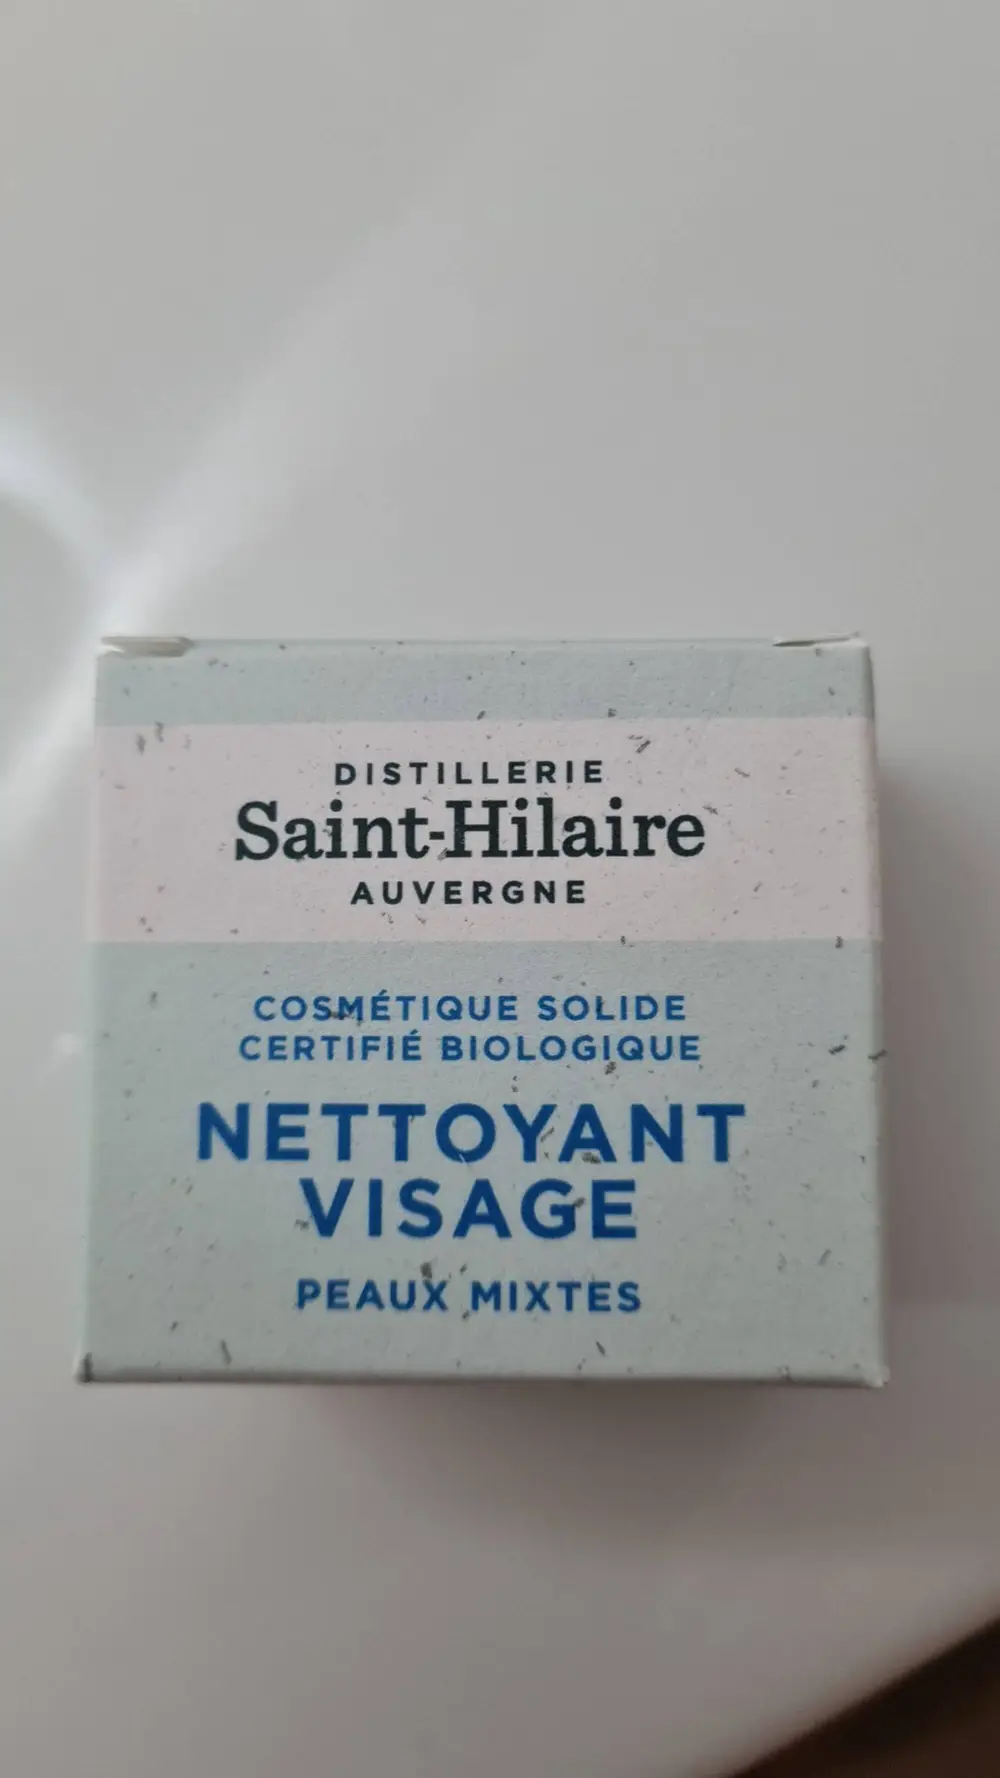 DISTILLERIE
Saint-Hilaire
AUVERGNE
COSMÉTIQUE SOLIDE
CERTIFIÉ BIOLOGIQUE
NETTOYANT
VISAGE
PEAUX MIXTES